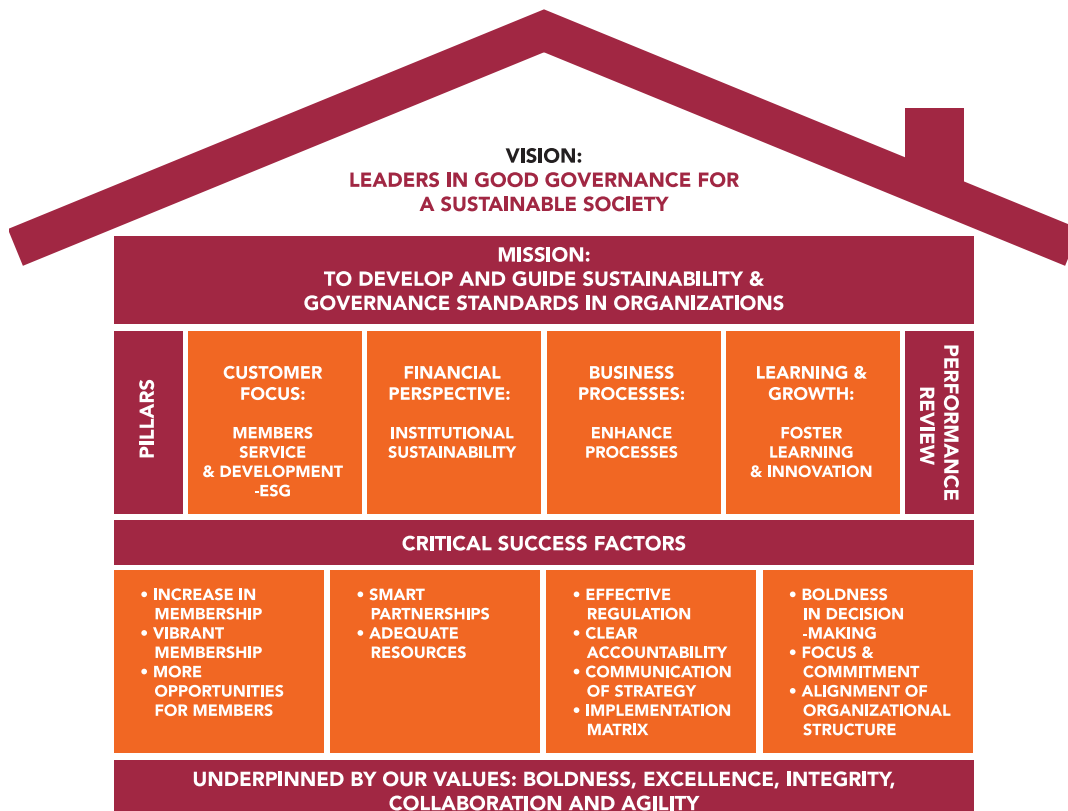 VISION:
LEADERS IN GOOD GOVERNANCE FOR
A SUSTAINABLE SOCIETY
MISSION:
TO DEVELOP AND GUIDE SUSTAINABILITY &
GOVERNANCE STANDARDS IN ORGANIZATIONS
PILLARS
CUSTOMER
FOCUS:
MEMBERS
SERVICE
& DEVELOPMENT
-ESG
FINANCIAL
PERSPECTIVE:
INSTITUTIONAL
SUSTAINABILITY
BUSINESS
PROCESSES:
ENHANCE
PROCESSES
LEARNING &
GROWTH:
FOSTER
LEARNING
& INNOVATION
PERFORMANCE
REVIEW
CRITICAL SUCCESS FACTORS
• INCREASE IN
MEMBERSHIP
• VIBRANT
MEMBERSHIP
• MORE
OPPORTUNITIES
FOR MEMBERS
• SMART
PARTNERSHIPS
• ADEQUATE
RESOURCES
• EFFECTIVE
REGULATION
• CLEAR
ACCOUNTABILITY
• COMMUNICATION
OF STRATEGY
• IMPLEMENTATION
MATRIX
• BOLDNESS
IN DECISION
-MAKING
• FOCUS &
COMMITMENT
• ALIGNMENT OF
ORGANIZATIONAL
STRUCTURE
UNDERPINNED BY OUR VALUES: BOLDNESS, EXCELLENCE, INTEGRITY,
COLLABORATION AND AGILITY